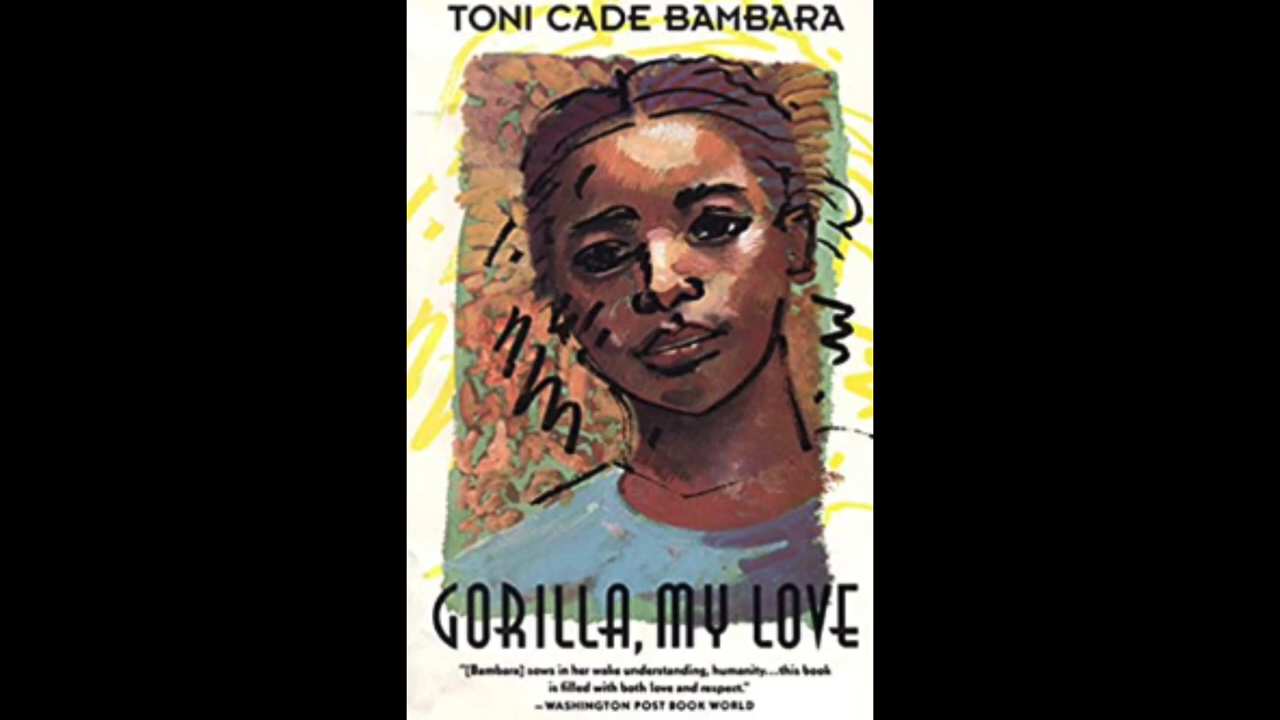 TONI CADE BAMBARA
GORILLA, MY LOVE
"[Bambara] sows in her wake understanding, humanity...this book
is filled with both love and respect."
—WASHINGTON POST BOOK WORLD